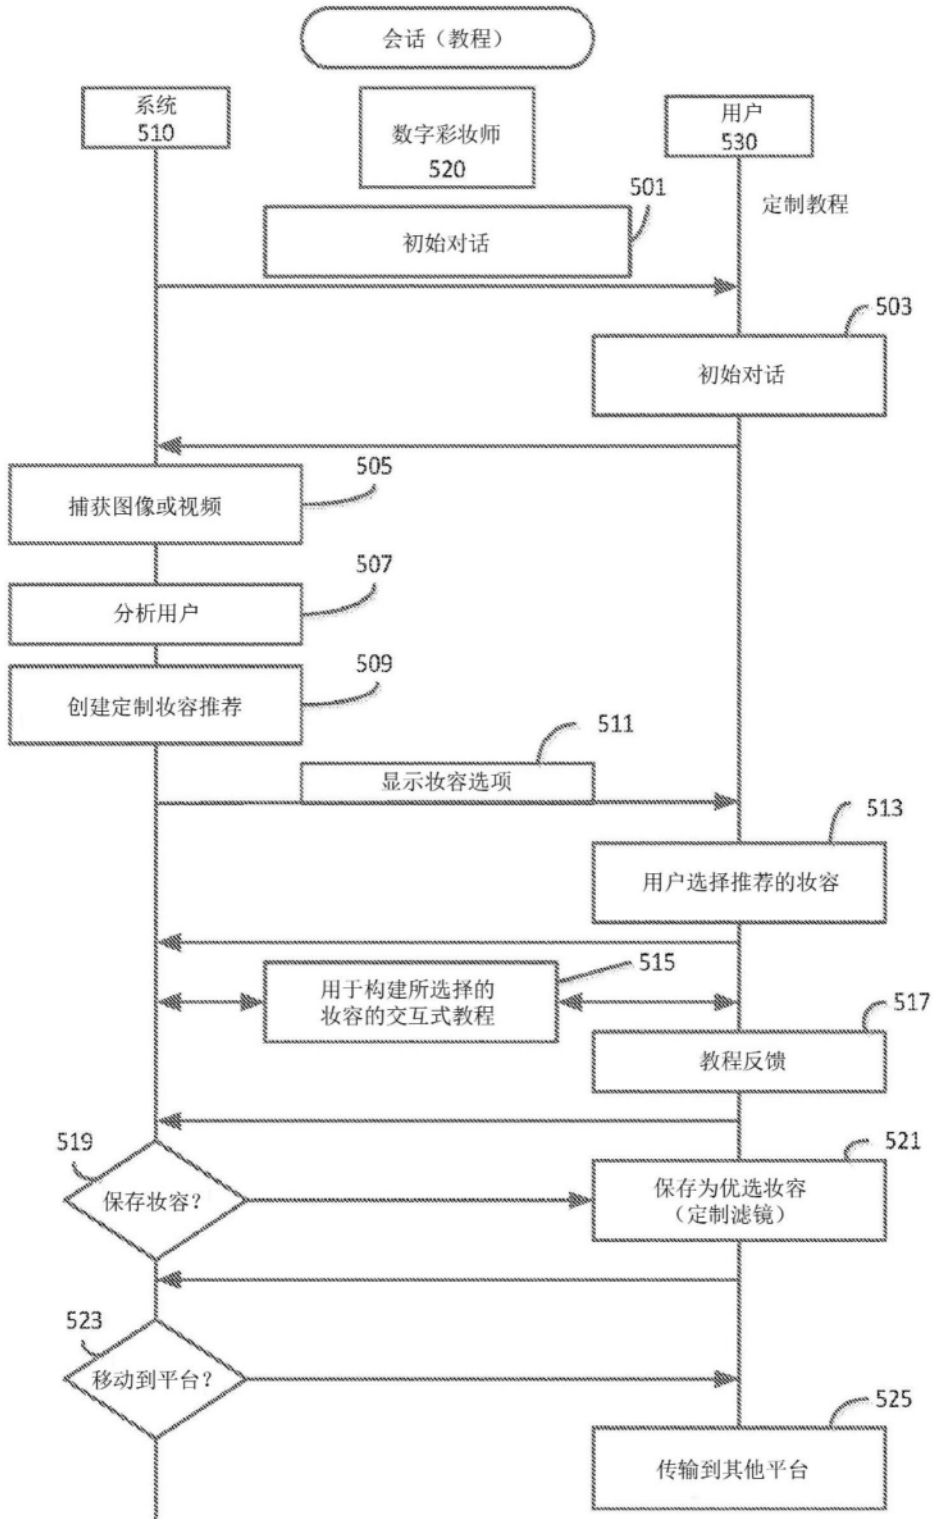 会话（教程）
系统
510
数字彩妆师
520
用户
530
501
定制教程
初始对话
503
初始对话
505
捕获图像或视频
507
分析用户
509
创建定制妆容推荐
511
显示妆容选项
513
用户选择推荐的妆容
515
用于构建所选择的
妆容的交互式教程
517
教程反馈
519
保存妆容？
521
保存为优选妆容
（定制滤镜）
523
移动到平台？
525
传输到其他平台